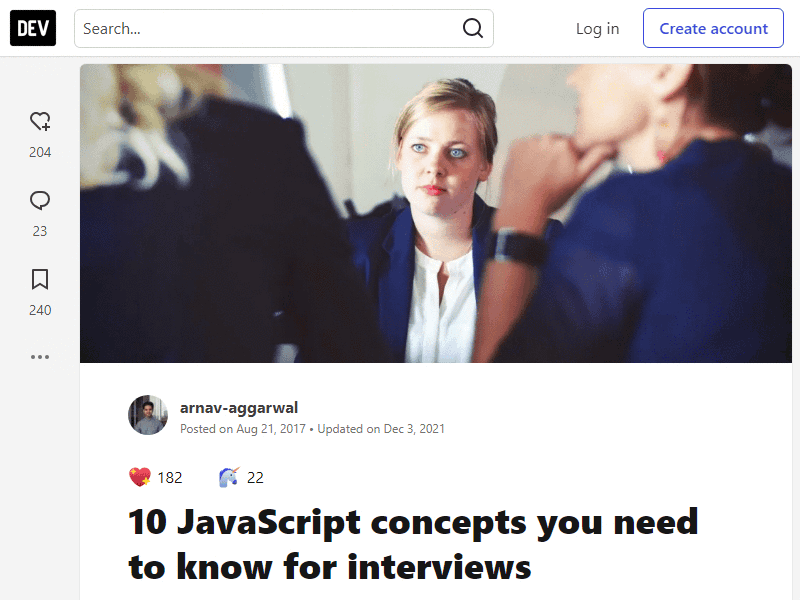 DEV
Search...
Log in
Create account
204
23
240
arnav-aggarwal
Posted on Aug 21, 2017 • Updated on Dec 3, 2021
182
22
10 JavaScript concepts you need
to know for interviews